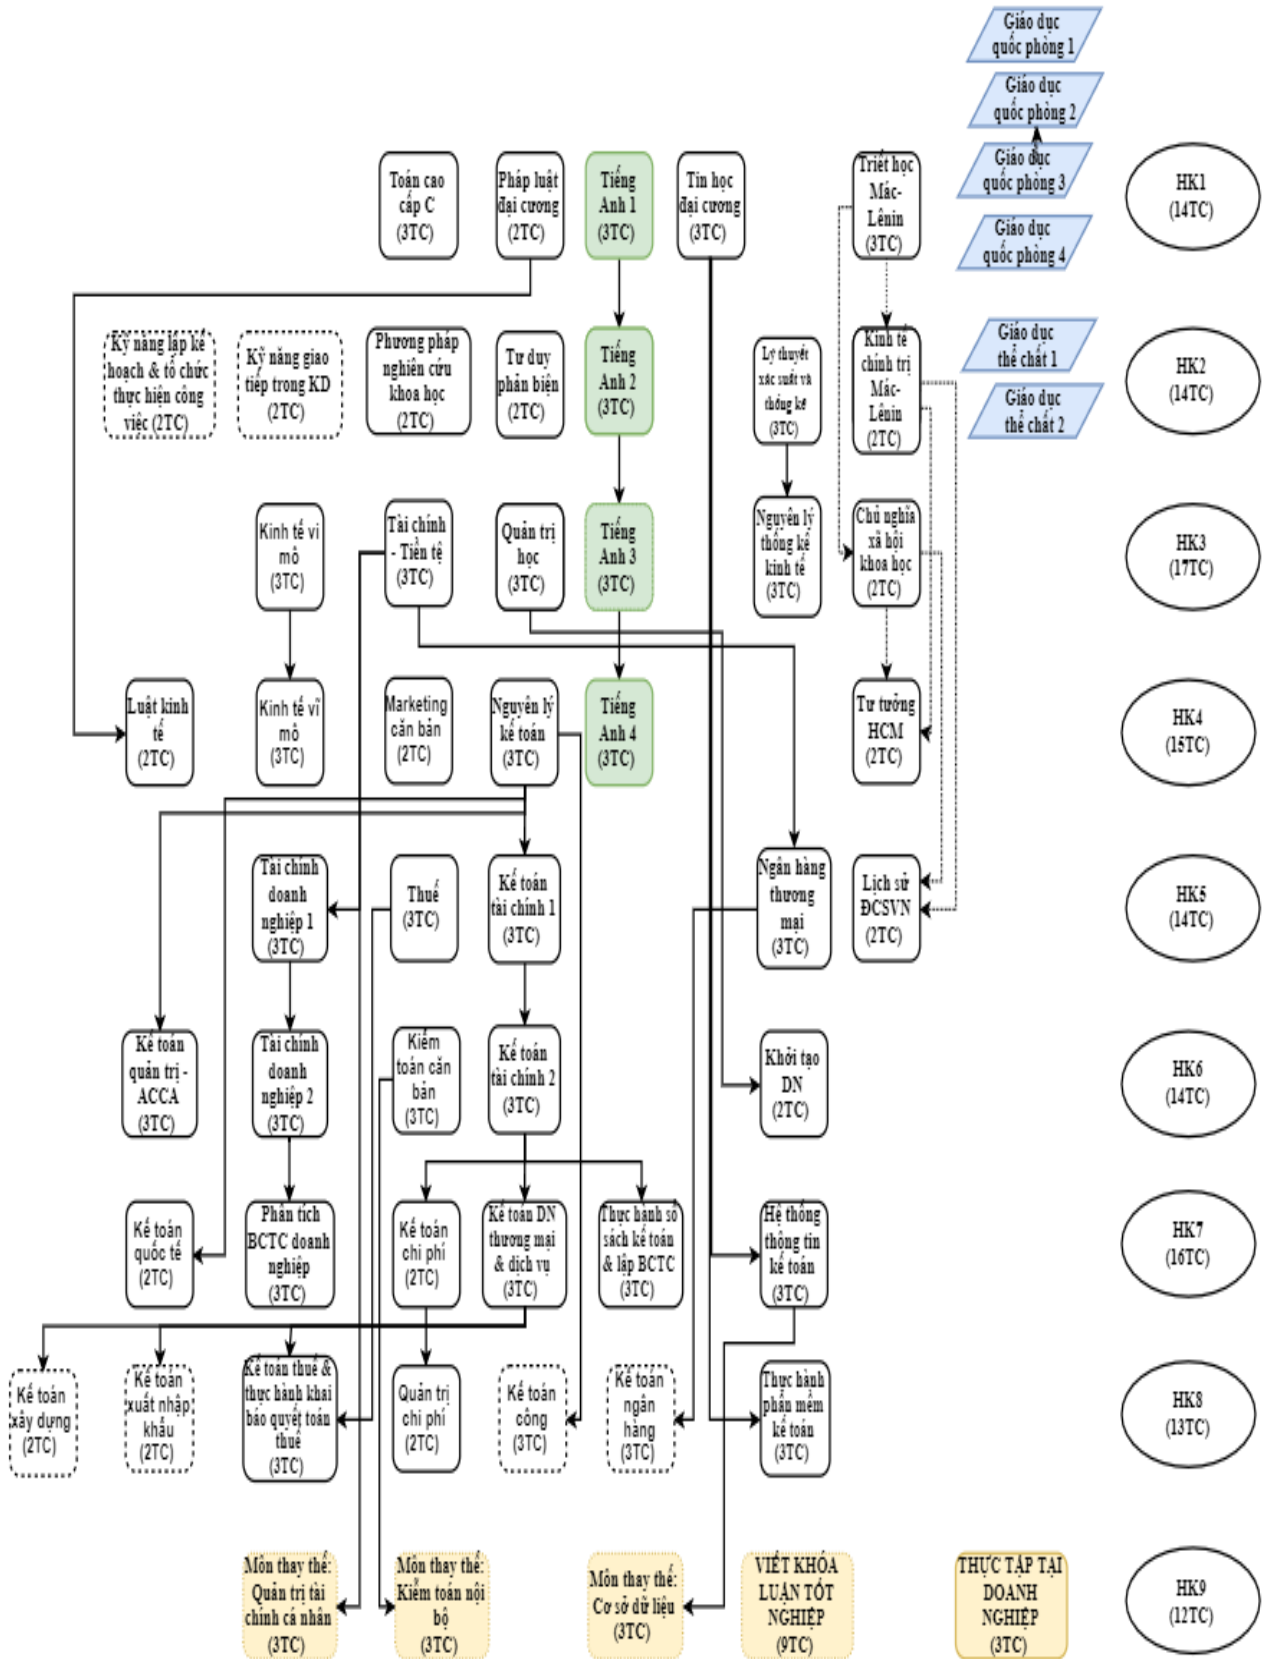 Giáo dục
quốc phòng 1
Giáo dục
quốc phòng 2
Giáo dục
quốc phòng 3
Giáo dục
quốc phòng 4
Toán cao
cấp C
(3TC)
Pháp luật
đại cương
(2TC)
Tiếng
Anh 1
(3TC)
Tin học
đại cương
(3TC)
Triết học
Mác-
Lênin
(3TC)
HK1
(14TC)
Kỹ năng lập kế
hoạch & tổ chức
thực hiện công
việc (2TC)
Kỹ năng giao
tiếp trong KD
(2TC)
Phương pháp
nghiên cứu
khoa học
(2TC)
Tư duy
phản biện
(2TC)
Tiếng
Anh 2
(3TC)
Lý thuyết
xác suất và
thống kê
(3TC)
Kinh tế
chính trị
Mác-
Lênin
(2TC)
Giáo dục
thể chất 1
Giáo dục
thể chất 2
HK2
(14TC)
Kinh tế vi
mô
(3TC)
Tài chính
- Tiền tệ
(3TC)
Quản trị
học
(3TC)
Tiếng
Anh 3
(3TC)
Nguyên lý
thống kê
kinh tế
(3TC)
Chủ nghĩa
xã hội
khoa học
(2TC)
HK3
(17TC)
Luật kinh
tế
(2TC)
Kinh tế vĩ
mô
(3TC)
Marketing
căn bản
(2TC)
Nguyên lý
kế toán
(3TC)
Tiếng
Anh 4
(3TC)
Tư tưởng
HCM
(2TC)
HK4
(15TC)
Tài chính
doanh
nghiệp 1
(3TC)
Thuế
(3TC)
Kế toán
tài chính 1
(3TC)
Ngân hàng
thương
mại
(3TC)
Lịch sử
ĐCSVN
(2TC)
HK5
(14TC)
Kế toán
quản trị -
ACCA
(3TC)
Tài chính
doanh
nghiệp 2
(3TC)
Kiểm
toán căn
bản
(3TC)
Kế toán
tài chính 2
(3TC)
Khởi tạo
DN
(2TC)
HK6
(14TC)
Kế toán
quốc tế
(2TC)
Phân tích
BCTC doanh
nghiệp
(3TC)
Kế toán
chi phí
(2TC)
Kế toán DN
thương mại
& dịch vụ
(3TC)
Thực hành sổ
sách kế toán
& lập BCTC
(3TC)
Hệ thống
thông tin
kế toán
(3TC)
HK7
(16TC)
Kế toán
xây dựng
(2TC)
Kế toán
xuất nhập
khẩu
(2TC)
Kế toán thuế &
thực hành khai
báo quyết toán
thuế
(3TC)
Quản trị
chi phí
(2TC)
Kế toán
công
(3TC)
Kế toán
ngân
hàng
(3TC)
Thực hành
phần mềm
kế toán
(3TC)
HK8
(13TC)
Môn thay thế:
Quản trị tài
chính cá nhân
(3TC)
Môn thay thế:
Kiểm toán nội
bộ
(3TC)
Môn thay thế:
Cơ sở dữ liệu
(3TC)
VIẾT KHÓA
LUẬN TỐT
NGHIỆP
(9TC)
THỰC TẬP TẠI
DOANH
NGHIỆP
(3TC)
HK9
(12TC)